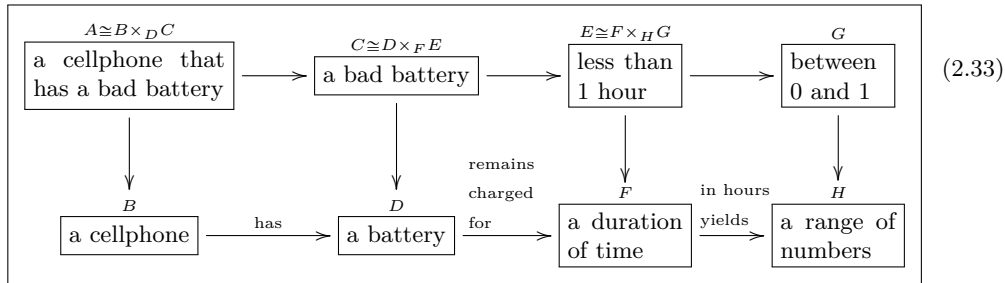 A≅B×_D C
C≅D×_F E
E≅F×_H G
G
a cellphone that
has a bad battery
a bad battery
less than
1 hour
between
0 and 1
(2.33)
B
a cellphone
has
D
a battery
remains
charged
for
F
a duration
of time
in hours
yields
H
a range of
numbers